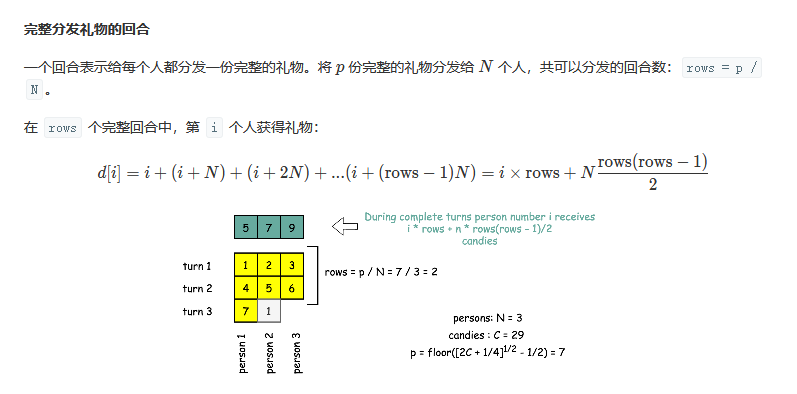 完整分发礼物的回合
一个回合表示给每个人都分发一份完整的礼物。将 p 份完整的礼物分发给 N 个人，共可以分发的回合数： rows = p /
N 。
在 rows 个完整回合中，第 i 个人获得礼物：
d[i] = i + (i + N) + (i + 2N) + ...(i + (rows − 1)N) = i × rows + N rows(rows − 1)/2
5 7 9
During complete turns person number i receives
i * rows + n * rows(rows - 1)/2
candies
turn 1 1 2 3
turn 2 4 5 6
rows = p / N = 7 / 3 = 2
turn 3 7 1
person 1
person 2
person 3
persons: N = 3
candies : C = 29
p = floor([2C + 1/4]^1/2 - 1/2) = 7